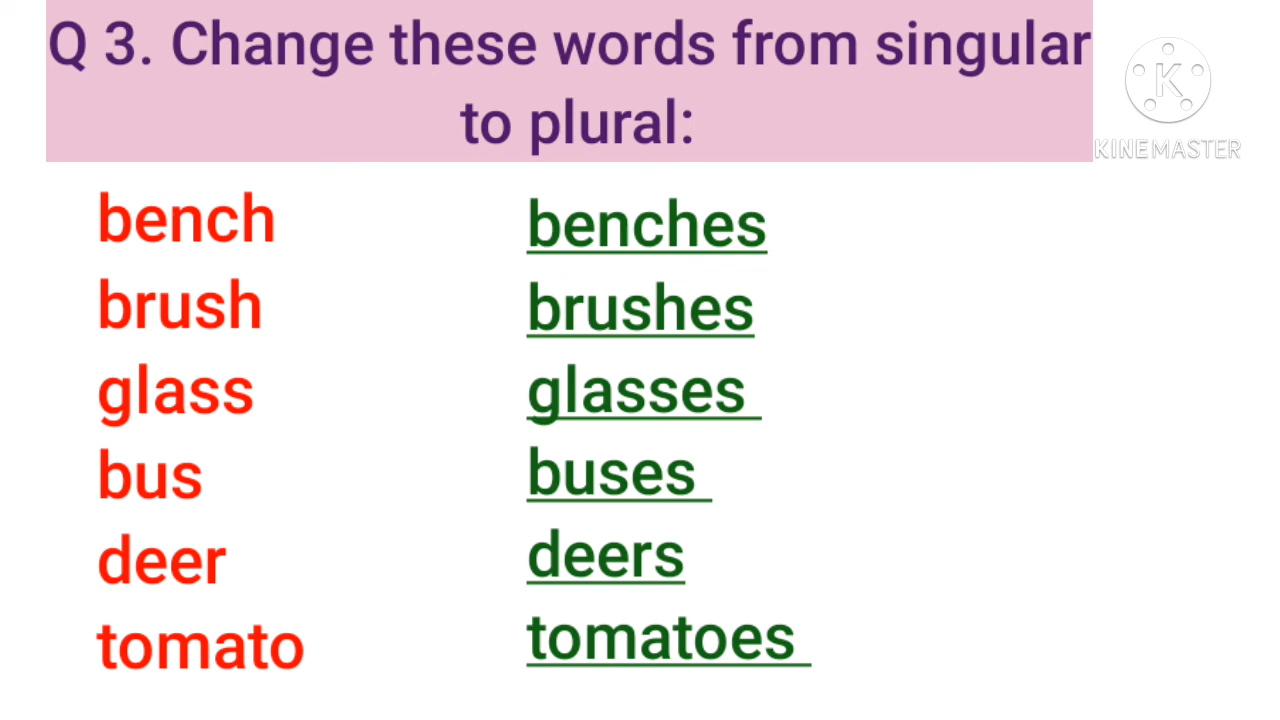 Q 3. Change these words from singular
to plural:
K
KINEMASTER
bench benches
brush brushes
glass glasses
bus buses
deer deers
tomato tomatoes